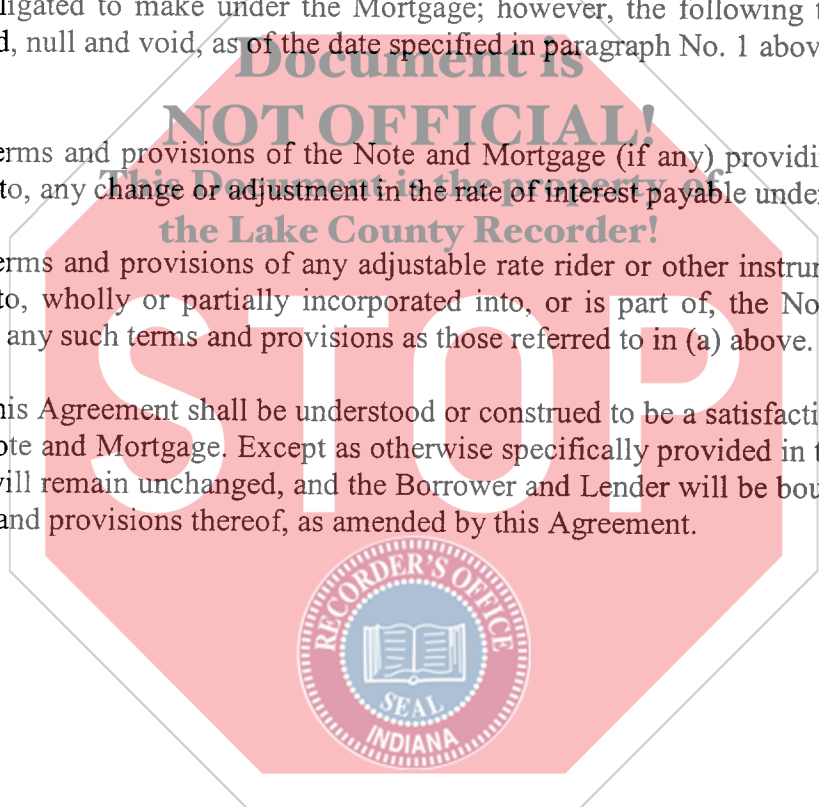 ligated to make under the Mortgage; however, the following t
d, null and void, as of the date specified in paragraph No. 1 abov
Document is
NOT OFFICIAL!
erms and provisions of the Note and Mortgage (if any) providi
This Document is the property of
to, any change or adjustment in the rate of interest payable unde
the Lake County Recorder!
erms and provisions of any adjustable rate rider or other instru
to, wholly or partially incorporated into, or is part of, the No
any such terms and provisions as those referred to in (a) above.
STOP
his Agreement shall be understood or construed to be a satisfacti
ote and Mortgage. Except as otherwise specifically provided in t
vill remain unchanged, and the Borrower and Lender will be bou
and provisions thereof, as amended by this Agreement.
RECORDER'S OFFICE
SEAL
INDIANA